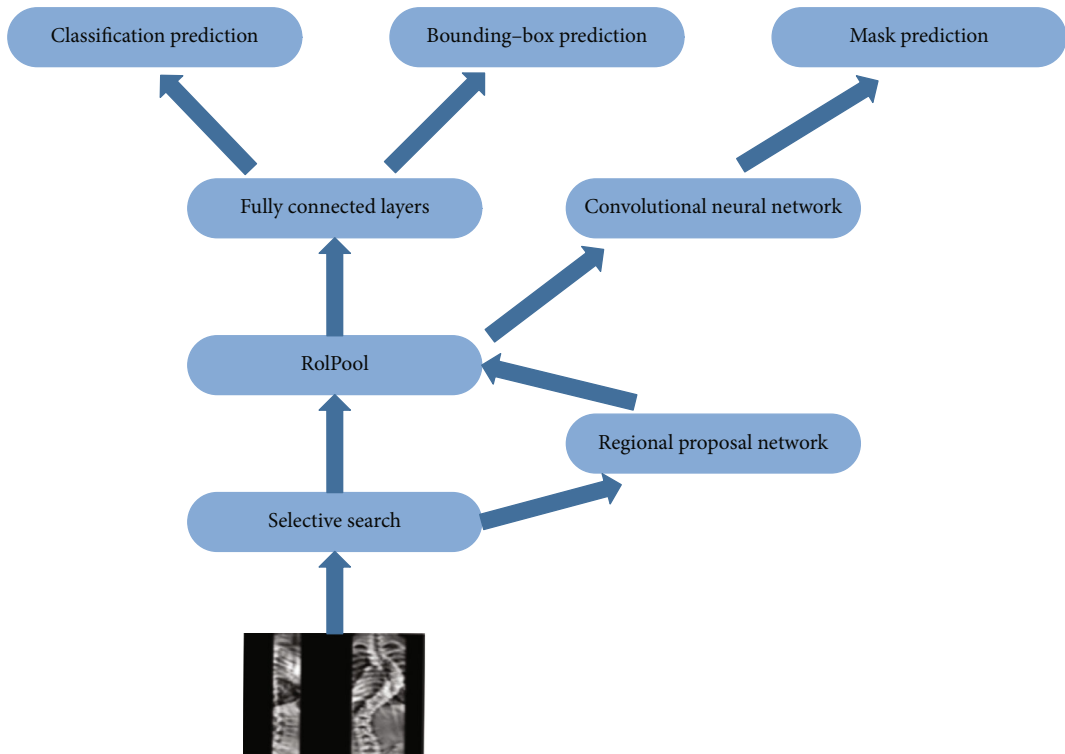 Classification prediction
Bounding–box prediction
Mask prediction
Fully connected layers
Convolutional neural network
RolPool
Regional proposal network
Selective search